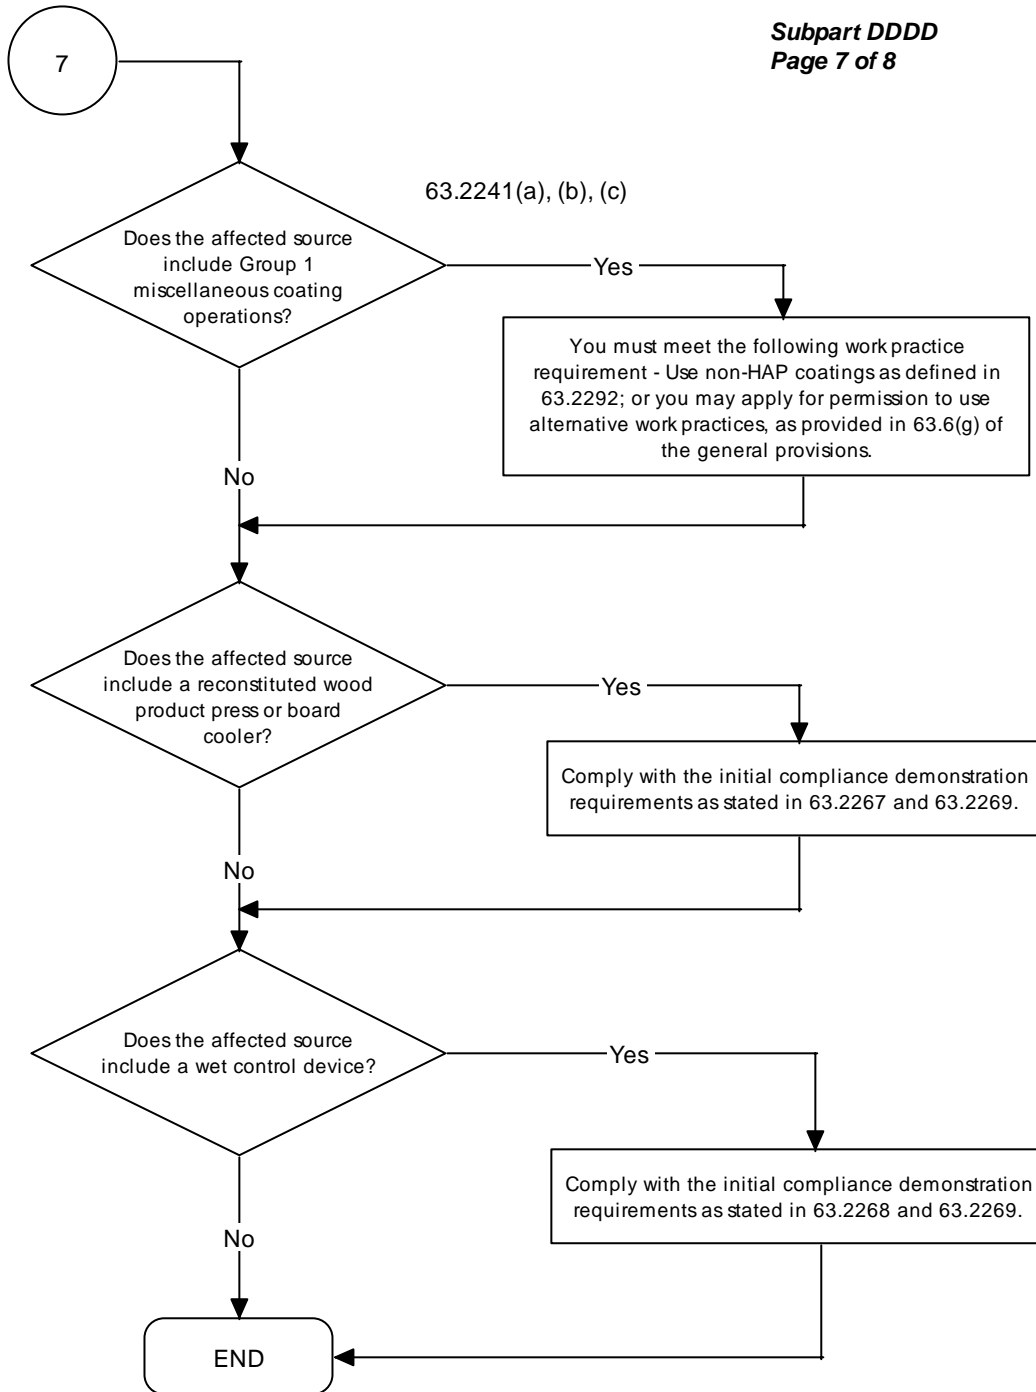 Subpart DDDD
Page 7 of 8
7
63.2241(a), (b), (c)
Does the affected source
include Group 1
miscellaneous coating
operations?
Yes
You must meet the following work practice
requirement - Use non-HAP coatings as defined in
63.2292; or you may apply for permission to use
alternative work practices, as provided in 63.6(g) of
the general provisions.
No
Does the affected source
include a reconstituted wood
product press or board
cooler?
Yes
Comply with the initial compliance demonstration
requirements as stated in 63.2267 and 63.2269.
No
Does the affected source
include a wet control device?
Yes
Comply with the initial compliance demonstration
requirements as stated in 63.2268 and 63.2269.
No
END